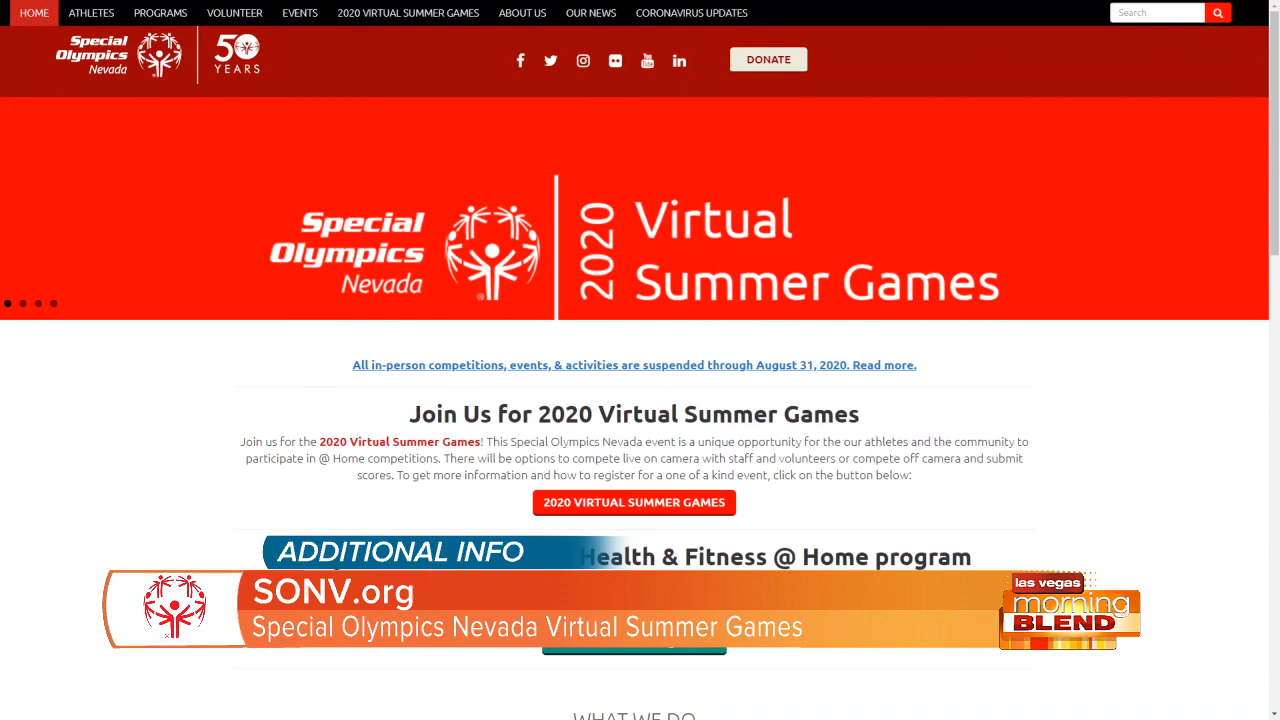 HOME ATHLETES PROGRAMS VOLUNTEER EVENTS 2020 VIRTUAL SUMMER GAMES ABOUT US OUR NEWS CORONAVIRUS UPDATES Search
Special
Olympics
Nevada
50
YEARS
DONATE
Special
Olympics
Nevada
2020
Virtual
Summer Games
All in-person competitions, events, & activities are suspended through August 31, 2020. Read more.
Join Us for 2020 Virtual Summer Games
Join us for the 2020 Virtual Summer Games! This Special Olympics Nevada event is a unique opportunity for the our athletes and the community to
participate in @ Home competitions. There will be options to compete live on camera with staff and volunteers or compete off camera and submit
scores. To get more information and how to register for a one of a kind event, click on the button below:
2020 VIRTUAL SUMMER GAMES
Health & Fitness @ Home program
ADDITIONAL INFO
SONV.org
Special Olympics Nevada Virtual Summer Games
las vegas
morning
BLEND
WHAT WE DO